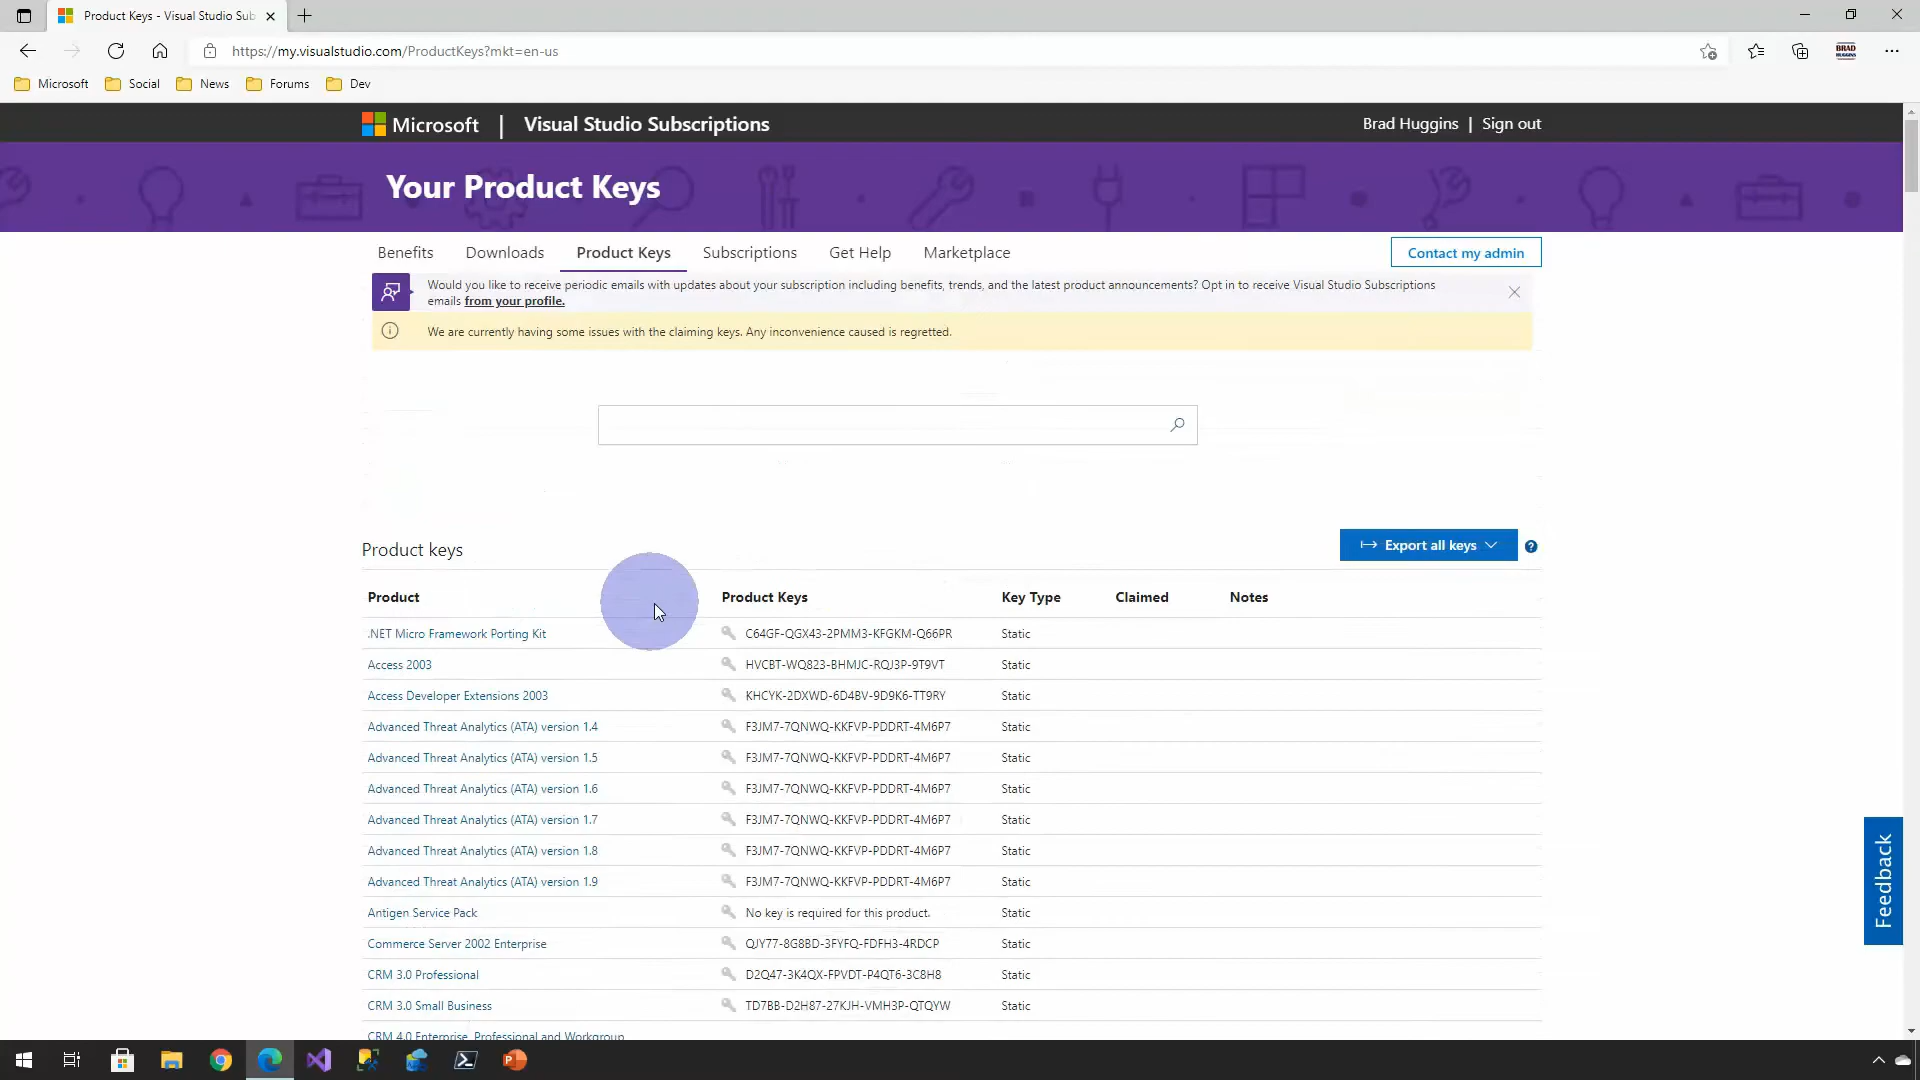 Product Keys - Visual Studio Sub
https://my.visualstudio.com/ProductKeys?mkt=en-us
BRAD HUGGINS
Microsoft Social News Forums Dev
Microsoft | Visual Studio Subscriptions
Brad Huggins | Sign out
Your Product Keys
Benefits Downloads Product Keys Subscriptions Get Help Marketplace
Contact my admin
Would you like to receive periodic emails with updates about your subscription including benefits, trends, and the latest product announcements? Opt in to receive Visual Studio Subscriptions
emails from your profile.
We are currently having some issues with the claiming keys. Any inconvenience caused is regretted.
Product keys
Export all keys
Product Product Keys Key Type Claimed Notes
.NET Micro Framework Porting Kit C64GF-QGX43-2PMM3-KFGKM-Q66PR Static
Access 2003 HVCBT-WQ823-BHMJC-RQJ3P-9T9VT Static
Access Developer Extensions 2003 KHCYK-2DXWD-6D4BV-9D9K6-TT9RY Static
Advanced Threat Analytics (ATA) version 1.4 F3JM7-7QNWQ-KKFVP-PDDRT-4M6P7 Static
Advanced Threat Analytics (ATA) version 1.5 F3JM7-7QNWQ-KKFVP-PDDRT-4M6P7 Static
Advanced Threat Analytics (ATA) version 1.6 F3JM7-7QNWQ-KKFVP-PDDRT-4M6P7 Static
Advanced Threat Analytics (ATA) version 1.7 F3JM7-7QNWQ-KKFVP-PDDRT-4M6P7 Static
Advanced Threat Analytics (ATA) version 1.8 F3JM7-7QNWQ-KKFVP-PDDRT-4M6P7 Static
Advanced Threat Analytics (ATA) version 1.9 F3JM7-7QNWQ-KKFVP-PDDRT-4M6P7 Static
Antigen Service Pack No key is required for this product. Static
Commerce Server 2002 Enterprise QJY77-8G8BD-3FYFQ-FDFH3-4RDCP Static
CRM 3.0 Professional D2Q47-3K4QX-FPVDT-P4QT6-3C8H8 Static
CRM 3.0 Small Business TD7BB-D2H87-27KJH-VMH3P-QTQYW Static
CRM 4.0 Enterprise, Professional and Workgroup
Feedback